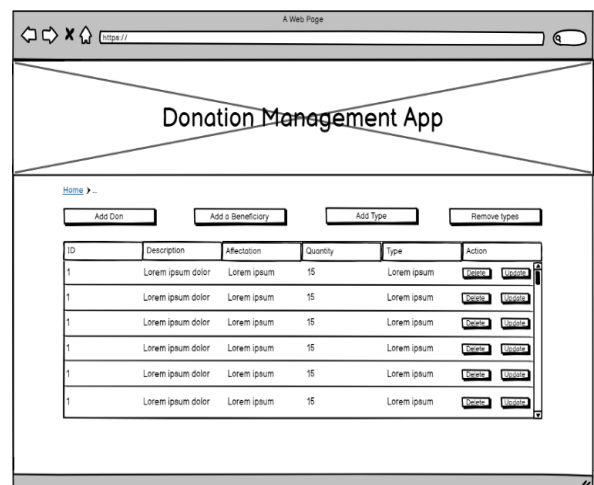 A Web Page
https://
Donation Management App
Home > ..
Add Don Add a Beneficiary Add Type Remove types
ID Description Affectation Quantity Type Action
1 Lorem ipsum dolor Lorem ipsum 15 Lorem ipsum Delete Update
1 Lorem ipsum dolor Lorem ipsum 15 Lorem ipsum Delete Update
1 Lorem ipsum dolor Lorem ipsum 15 Lorem ipsum Delete Update
1 Lorem ipsum dolor Lorem ipsum 15 Lorem ipsum Delete Update
1 Lorem ipsum dolor Lorem ipsum 15 Lorem ipsum Delete Update
1 Lorem ipsum dolor Lorem ipsum 15 Lorem ipsum Delete Update